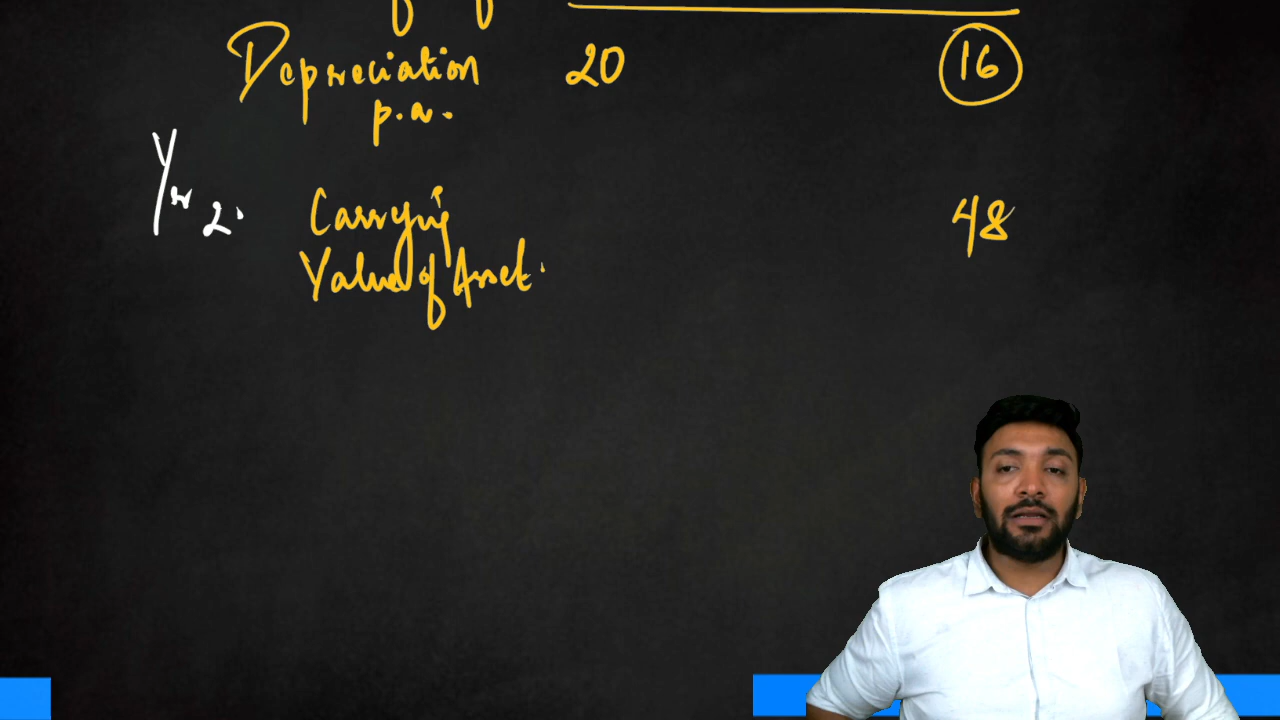 Depreciation 20 16
p.a.
Yr 2. Carrying 48
Value of Asset.